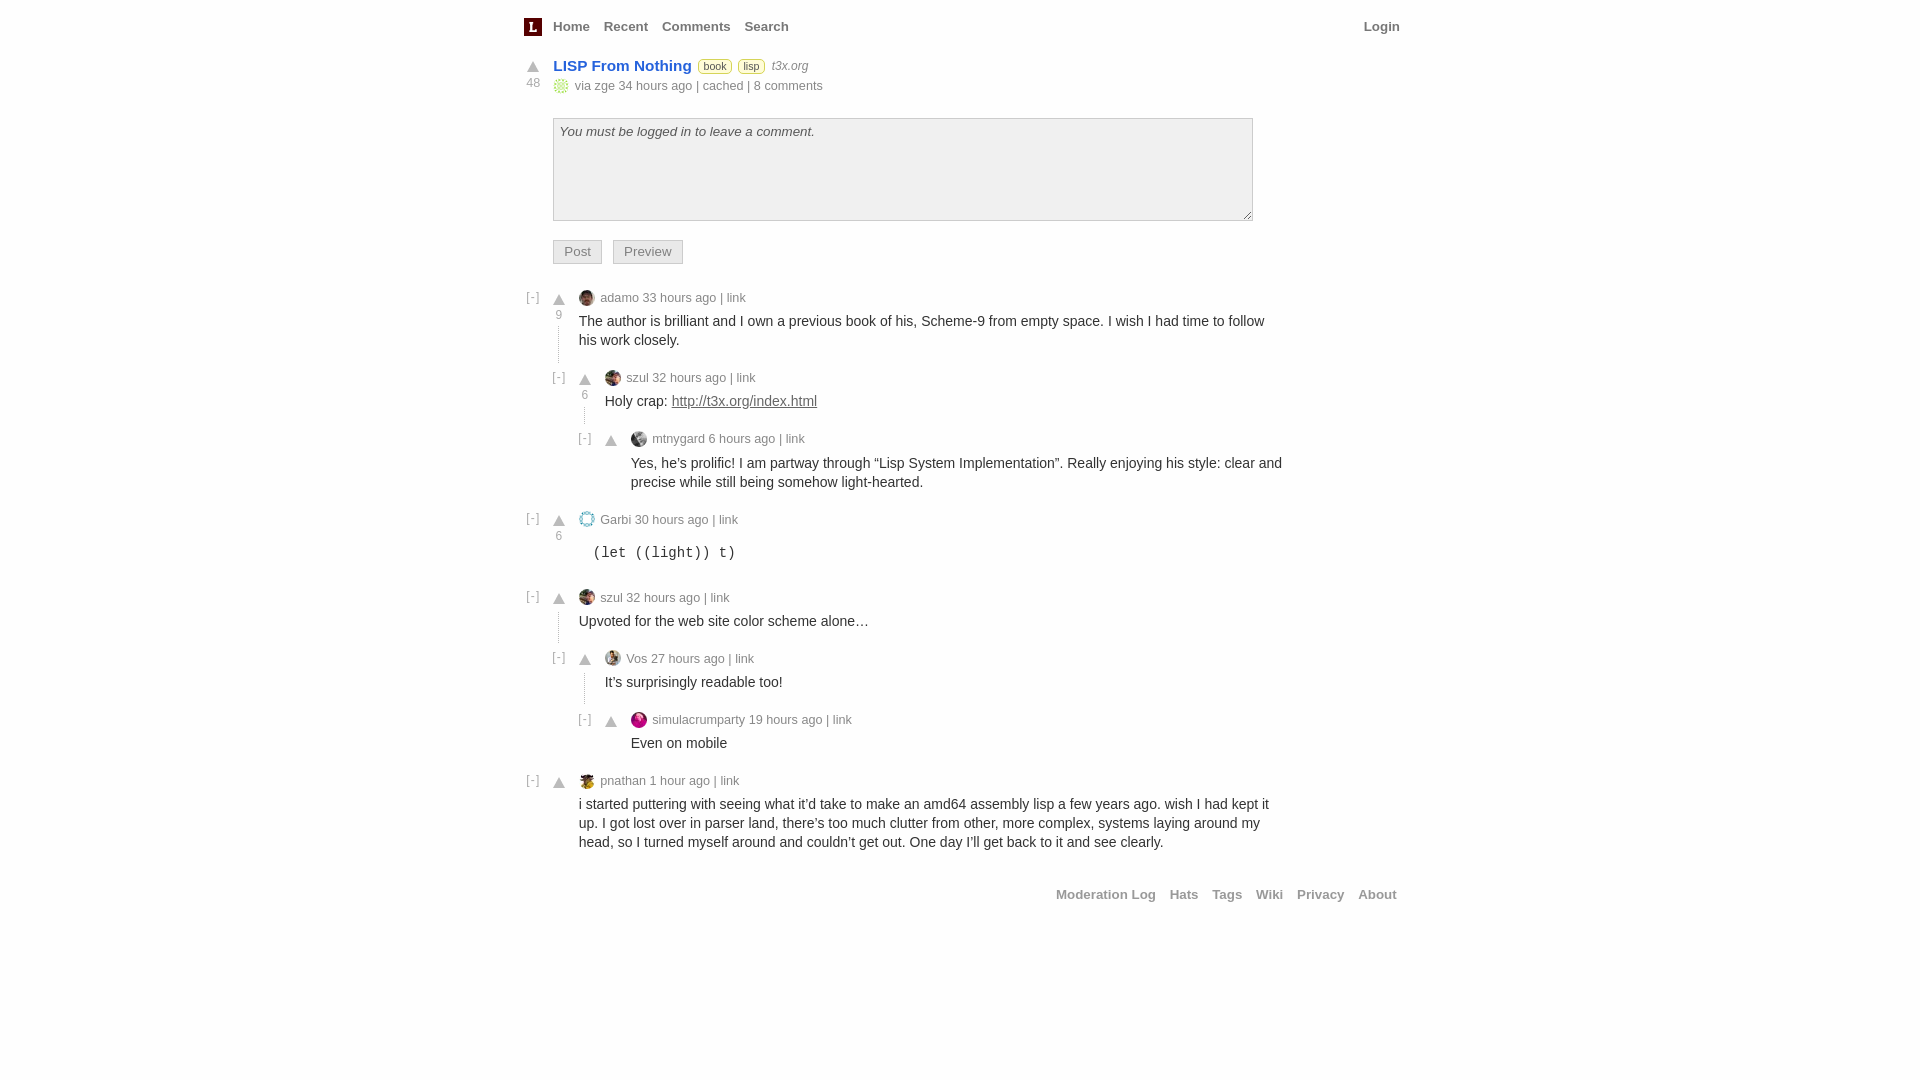 L Home Recent Comments Search Login
LISP From Nothing book lisp t3x.org
48
via zge 34 hours ago | cached | 8 comments
You must be logged in to leave a comment.
Post Preview
[-] adamo 33 hours ago | link
9
The author is brilliant and I own a previous book of his, Scheme-9 from empty space. I wish I had time to follow
his work closely.
[-] szul 32 hours ago | link
6
Holy crap: http://t3x.org/index.html
[-] mtnygard 6 hours ago | link
Yes, he’s prolific! I am partway through “Lisp System Implementation”. Really enjoying his style: clear and
precise while still being somehow light-hearted.
[-] Garbi 30 hours ago | link
6
(let ((light)) t)
[-] szul 32 hours ago | link
Upvoted for the web site color scheme alone…
[-] Vos 27 hours ago | link
It’s surprisingly readable too!
[-] simulacrumparty 19 hours ago | link
Even on mobile
[-] pnathan 1 hour ago | link
i started puttering with seeing what it’d take to make an amd64 assembly lisp a few years ago. wish I had kept it
up. I got lost over in parser land, there’s too much clutter from other, more complex, systems laying around my
head, so I turned myself around and couldn’t get out. One day I’ll get back to it and see clearly.
Moderation Log Hats Tags Wiki Privacy About